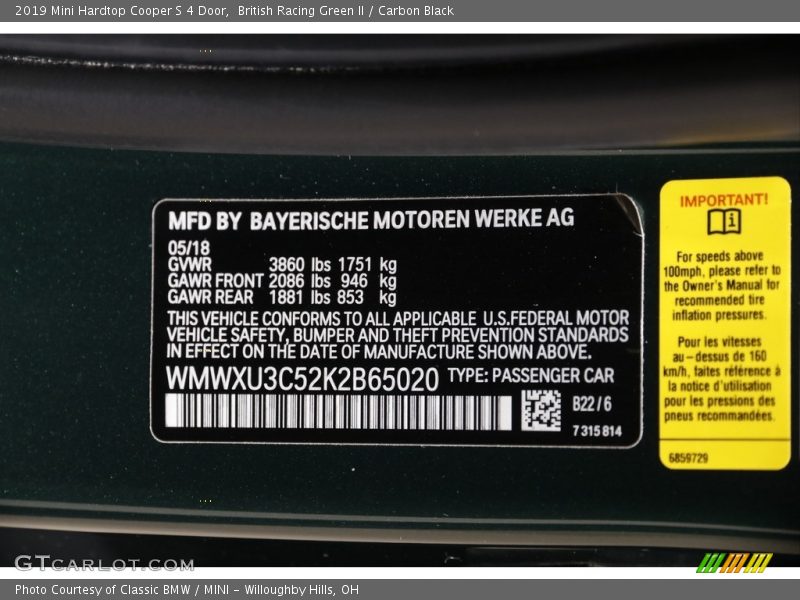 2019 Mini Hardtop Cooper S 4 Door,  British Racing Green II / Carbon Black
MFD BY BAYERISCHE MOTOREN WERKE AG
05/18
GVWR 3860 lbs 1751 kg
GAWR FRONT 2086 lbs 946 kg
GAWR REAR 1881 lbs 853 kg
THIS VEHICLE CONFORMS TO ALL APPLICABLE U.S.FEDERAL MOTOR
VEHICLE SAFETY, BUMPER AND THEFT PREVENTION STANDARDS
IN EFFECT ON THE DATE OF MANUFACTURE SHOWN ABOVE.
WMWXU3C52K2B65020 TYPE: PASSENGER CAR
B22/6
7 315 814
IMPORTANT!
For speeds above
100mph, please refer to
the Owner's Manual for
recommended tire
inflation pressures.
Pour les vitesses
au-dessus de 160
km/h, faites référence à
la notice d'utilisation
pour les pressions des
pneus recommandées.
6859729
GTCARLOT.COM
Photo Courtesy of Classic BMW / MINI - Willoughby Hills, OH